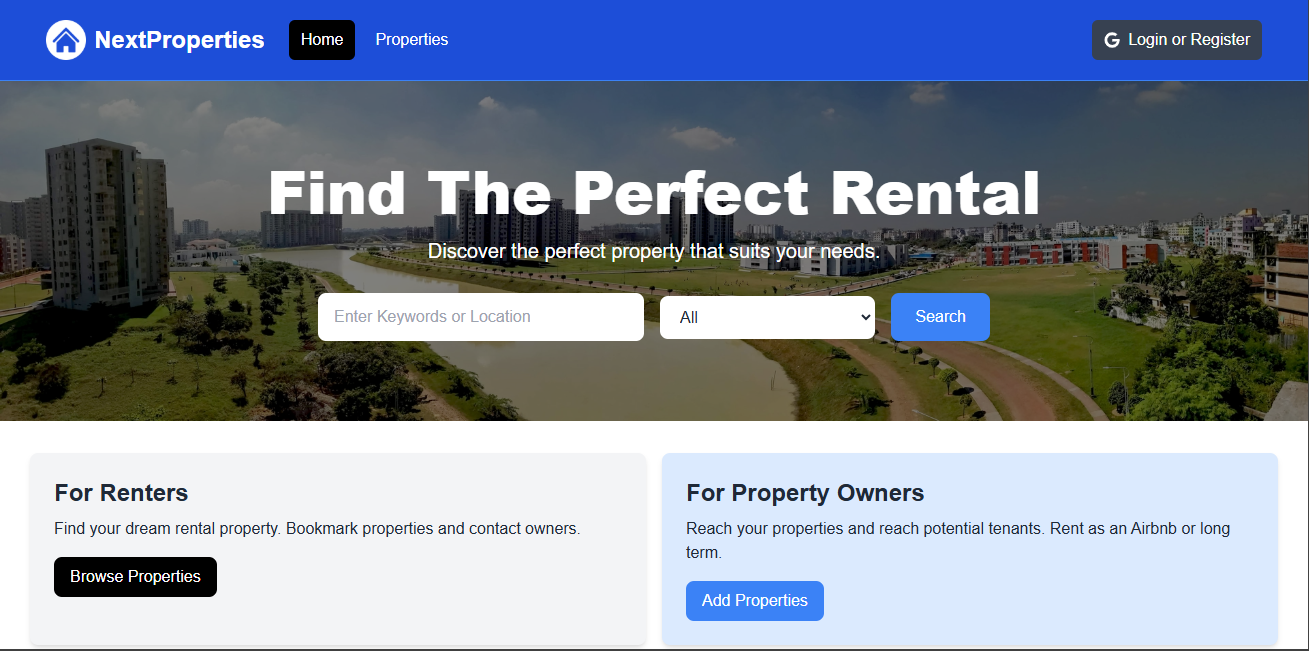 NextProperties
Home
Properties
Login or Register
Find The Perfect Rental
Discover the perfect property that suits your needs.
Enter Keywords or Location
All
Search
For Renters
Find your dream rental property. Bookmark properties and contact owners.
Browse Properties
For Property Owners
Reach your properties and reach potential tenants. Rent as an Airbnb or long
term.
Add Properties